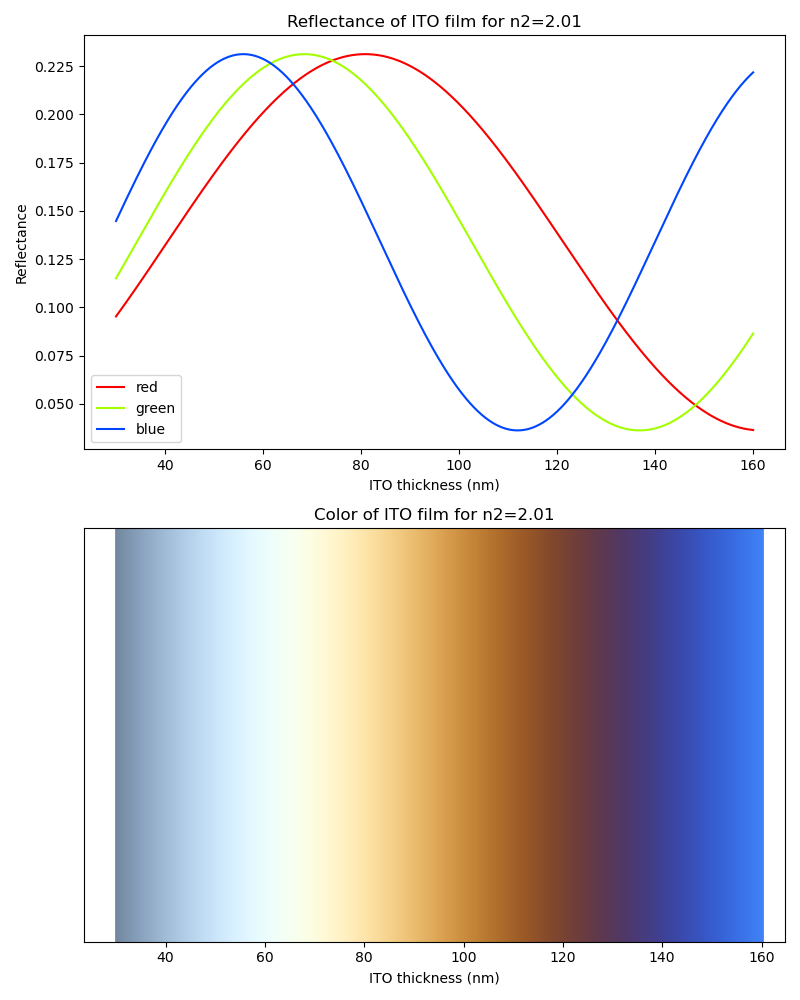 Reflectance of ITO film for n2=2.01
Reflectance
0.225
0.200
0.175
0.150
0.125
0.100
0.075
0.050
red
green
blue
40 60 80 100 120 140 160
ITO thickness (nm)
Color of ITO film for n2=2.01
40 60 80 100 120 140 160
ITO thickness (nm)